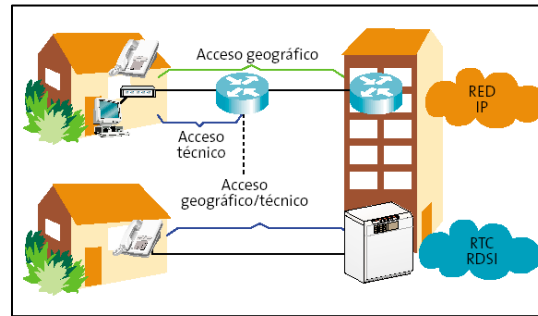 Acceso geográfico
RED
IP
Acceso
técnico
Acceso
geográfico/técnico
RTC
RDSI